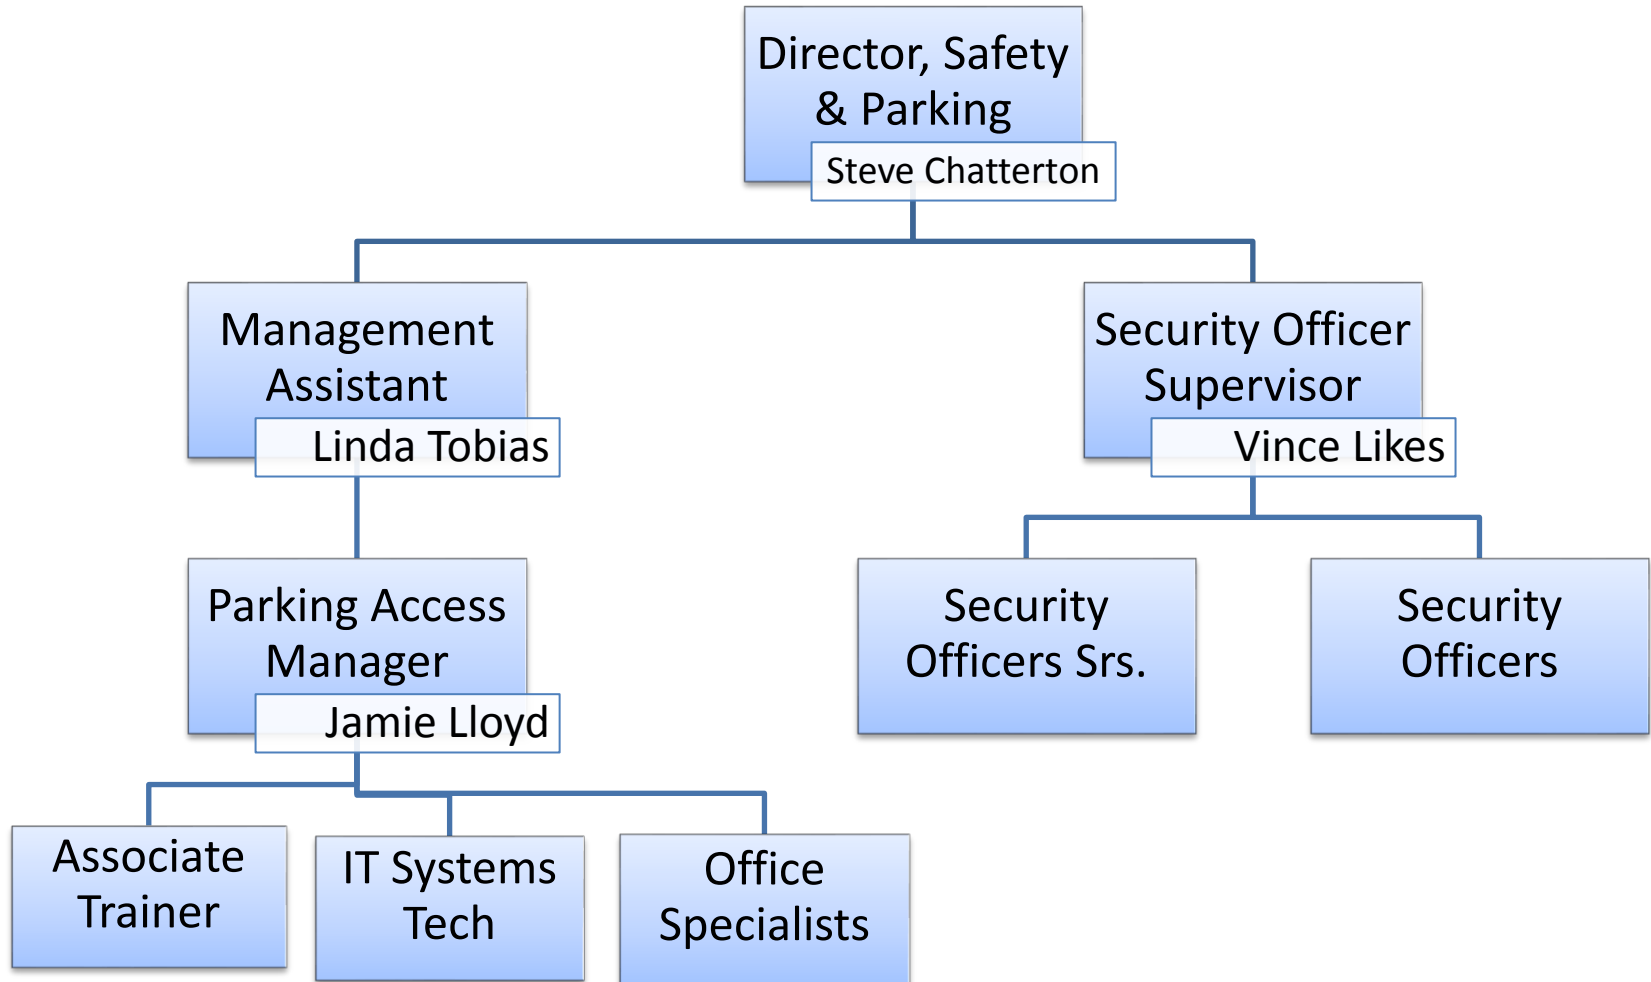 Director, Safety
& Parking
Steve Chatterton
Management
Assistant
Linda Tobias
Security Officer
Supervisor
Vince Likes
Parking Access
Manager
Jamie Lloyd
Security
Officers Srs.
Security
Officers
Associate
Trainer
IT Systems
Tech
Office
Specialists